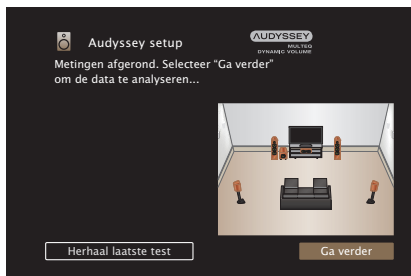 Audyssey setup
AUDYSSEY
MULTEQ
DYNAMIC VOLUME
Metingen afgerond. Selecteer “Ga verder”
om de data te analyseren...
Herhaal laatste test
Ga verder